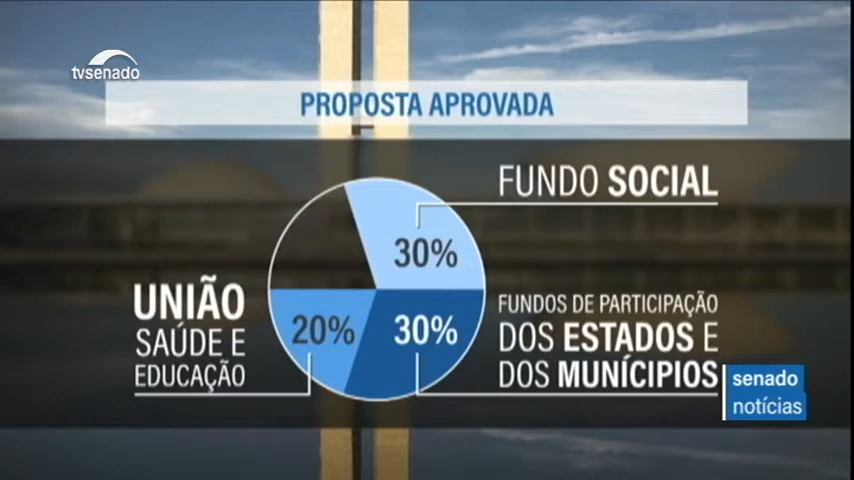 tvsenado
PROPOSTA APROVADA
FUNDO SOCIAL
30%
UNIÃO
SAÚDE E
EDUCAÇÃO
20%
30%
FUNDOS DE PARTICIPAÇÃO
DOS ESTADOS E
DOS MUNÍCIPIOS
senado
notícias